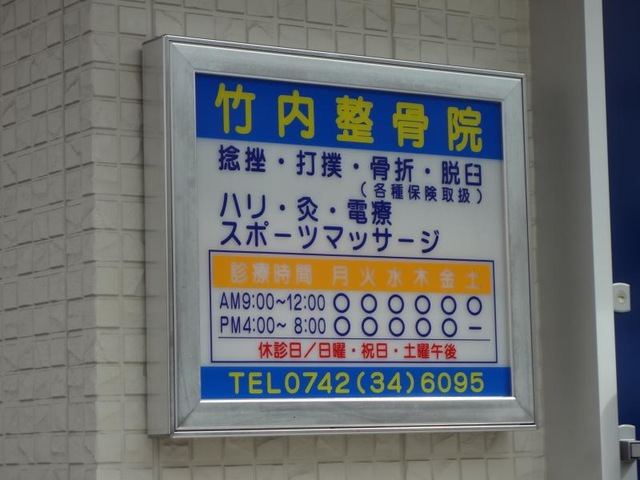 竹内整骨院
捻挫・打撲・骨折・脱臼
(各種保険取扱)
ハリ・灸・電療
スポーツマッサージ
診療時間 月火水木金土
AM9:00~12:00 ○○○○○○
PM4:00~ 8:00 ○○○○○−
休診日/日曜・祝日・土曜午後
TEL0742(34)6095